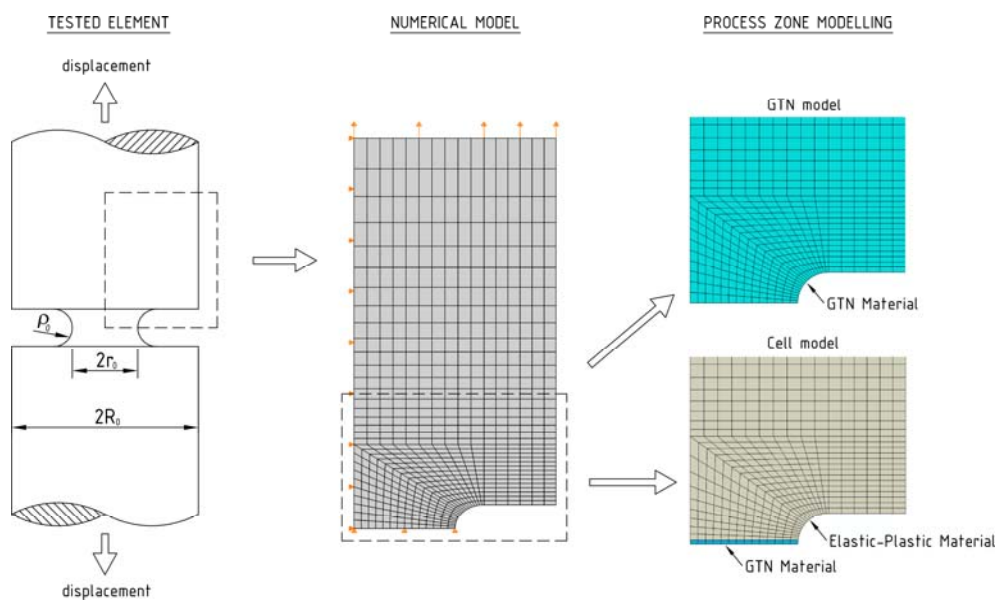 TESTED ELEMENT
displacement
ρ₀
2r₀
2R₀
displacement
NUMERICAL MODEL
PROCESS ZONE MODELLING
GTN model
GTN Material
Cell model
Elastic-Plastic Material
GTN Material